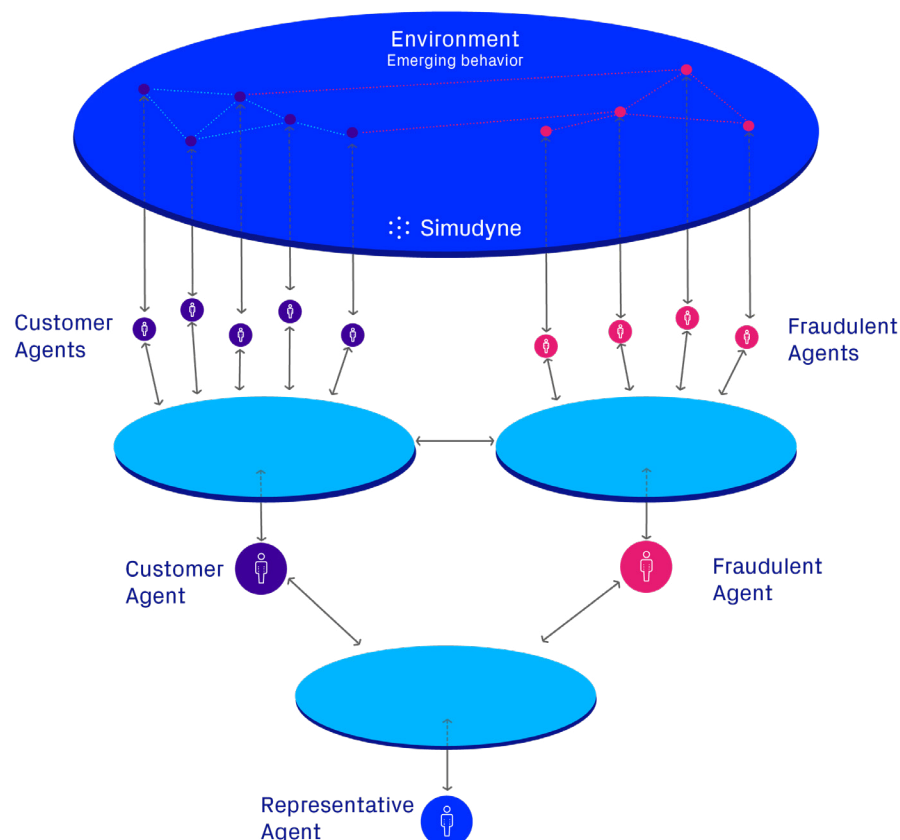 Environment
Emerging behavior
Simudyne
Customer
Agents
Fraudulent
Agents
Customer
Agent
Fraudulent
Agent
Representative
Agent